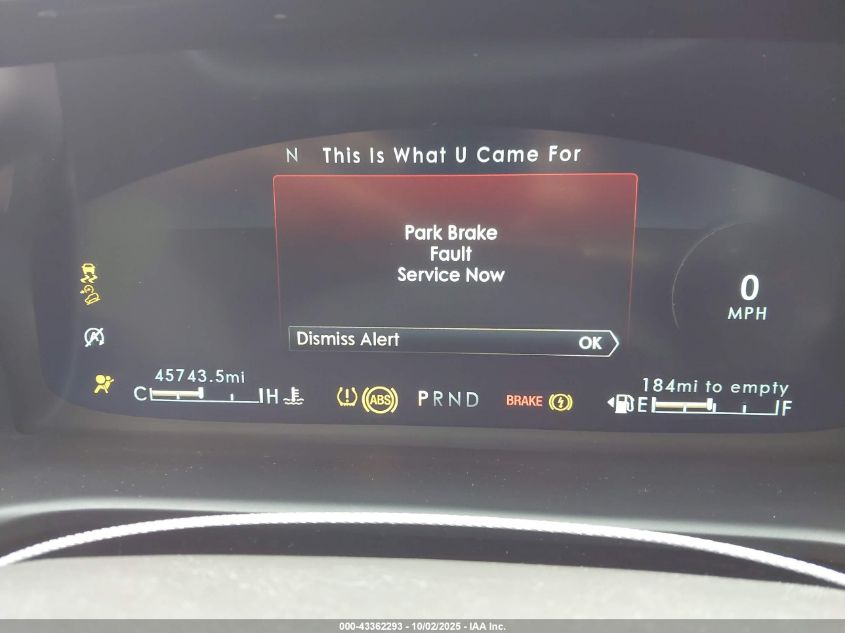 N This Is What U Came For
Park Brake
Fault
Service Now
Dismiss Alert OK
0
MPH
45743.5mi
C H
ABS
PRND
BRAKE
184mi to empty
E F
000-43362293 - 10/02/2025 - IAA Inc.